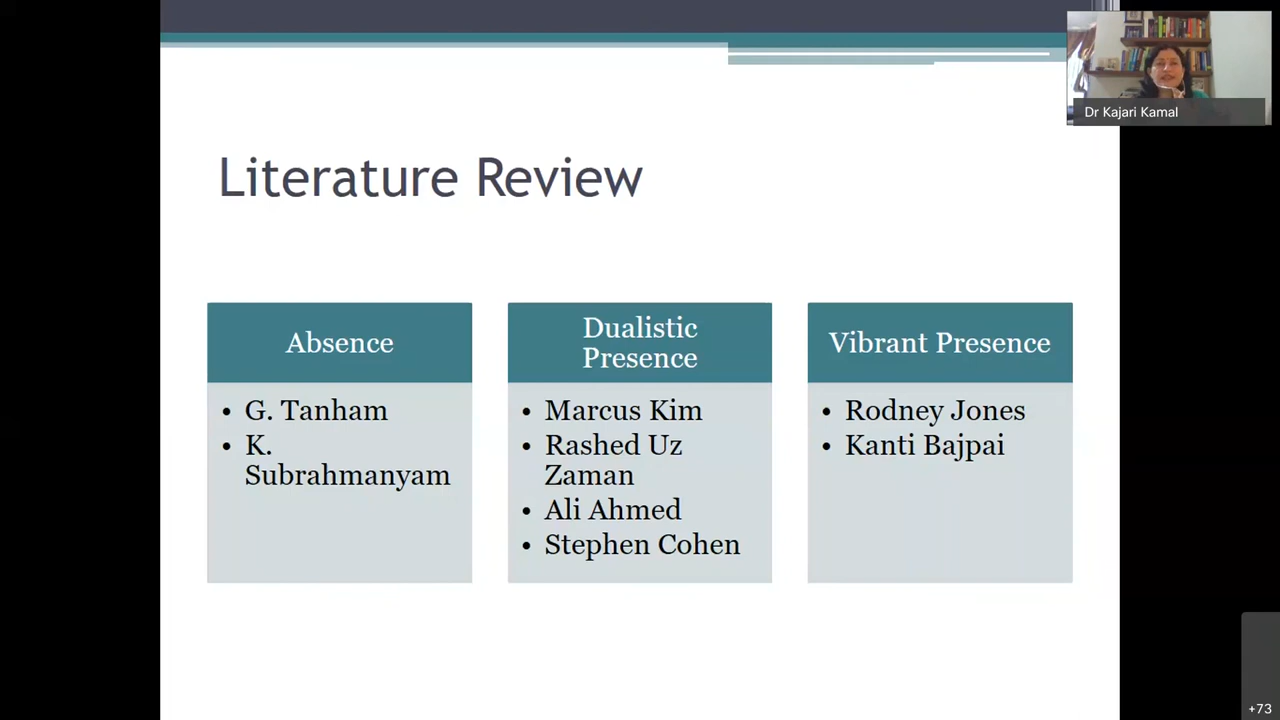 Dr Kajari Kamal
Literature Review
Absence
• G. Tanham
• K.
Subrahmanyam
Dualistic
Presence
• Marcus Kim
• Rashed Uz
Zaman
• Ali Ahmed
• Stephen Cohen
Vibrant Presence
• Rodney Jones
• Kanti Bajpai
+73